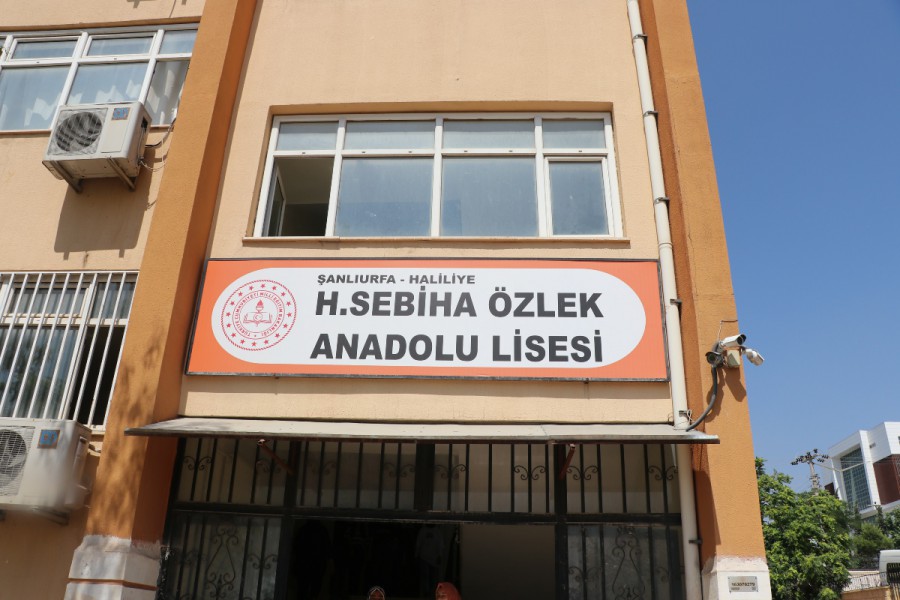 ŞANLIURFA - HALİLİYE
H.SEBİHA ÖZLEK
ANADOLU LİSESİ